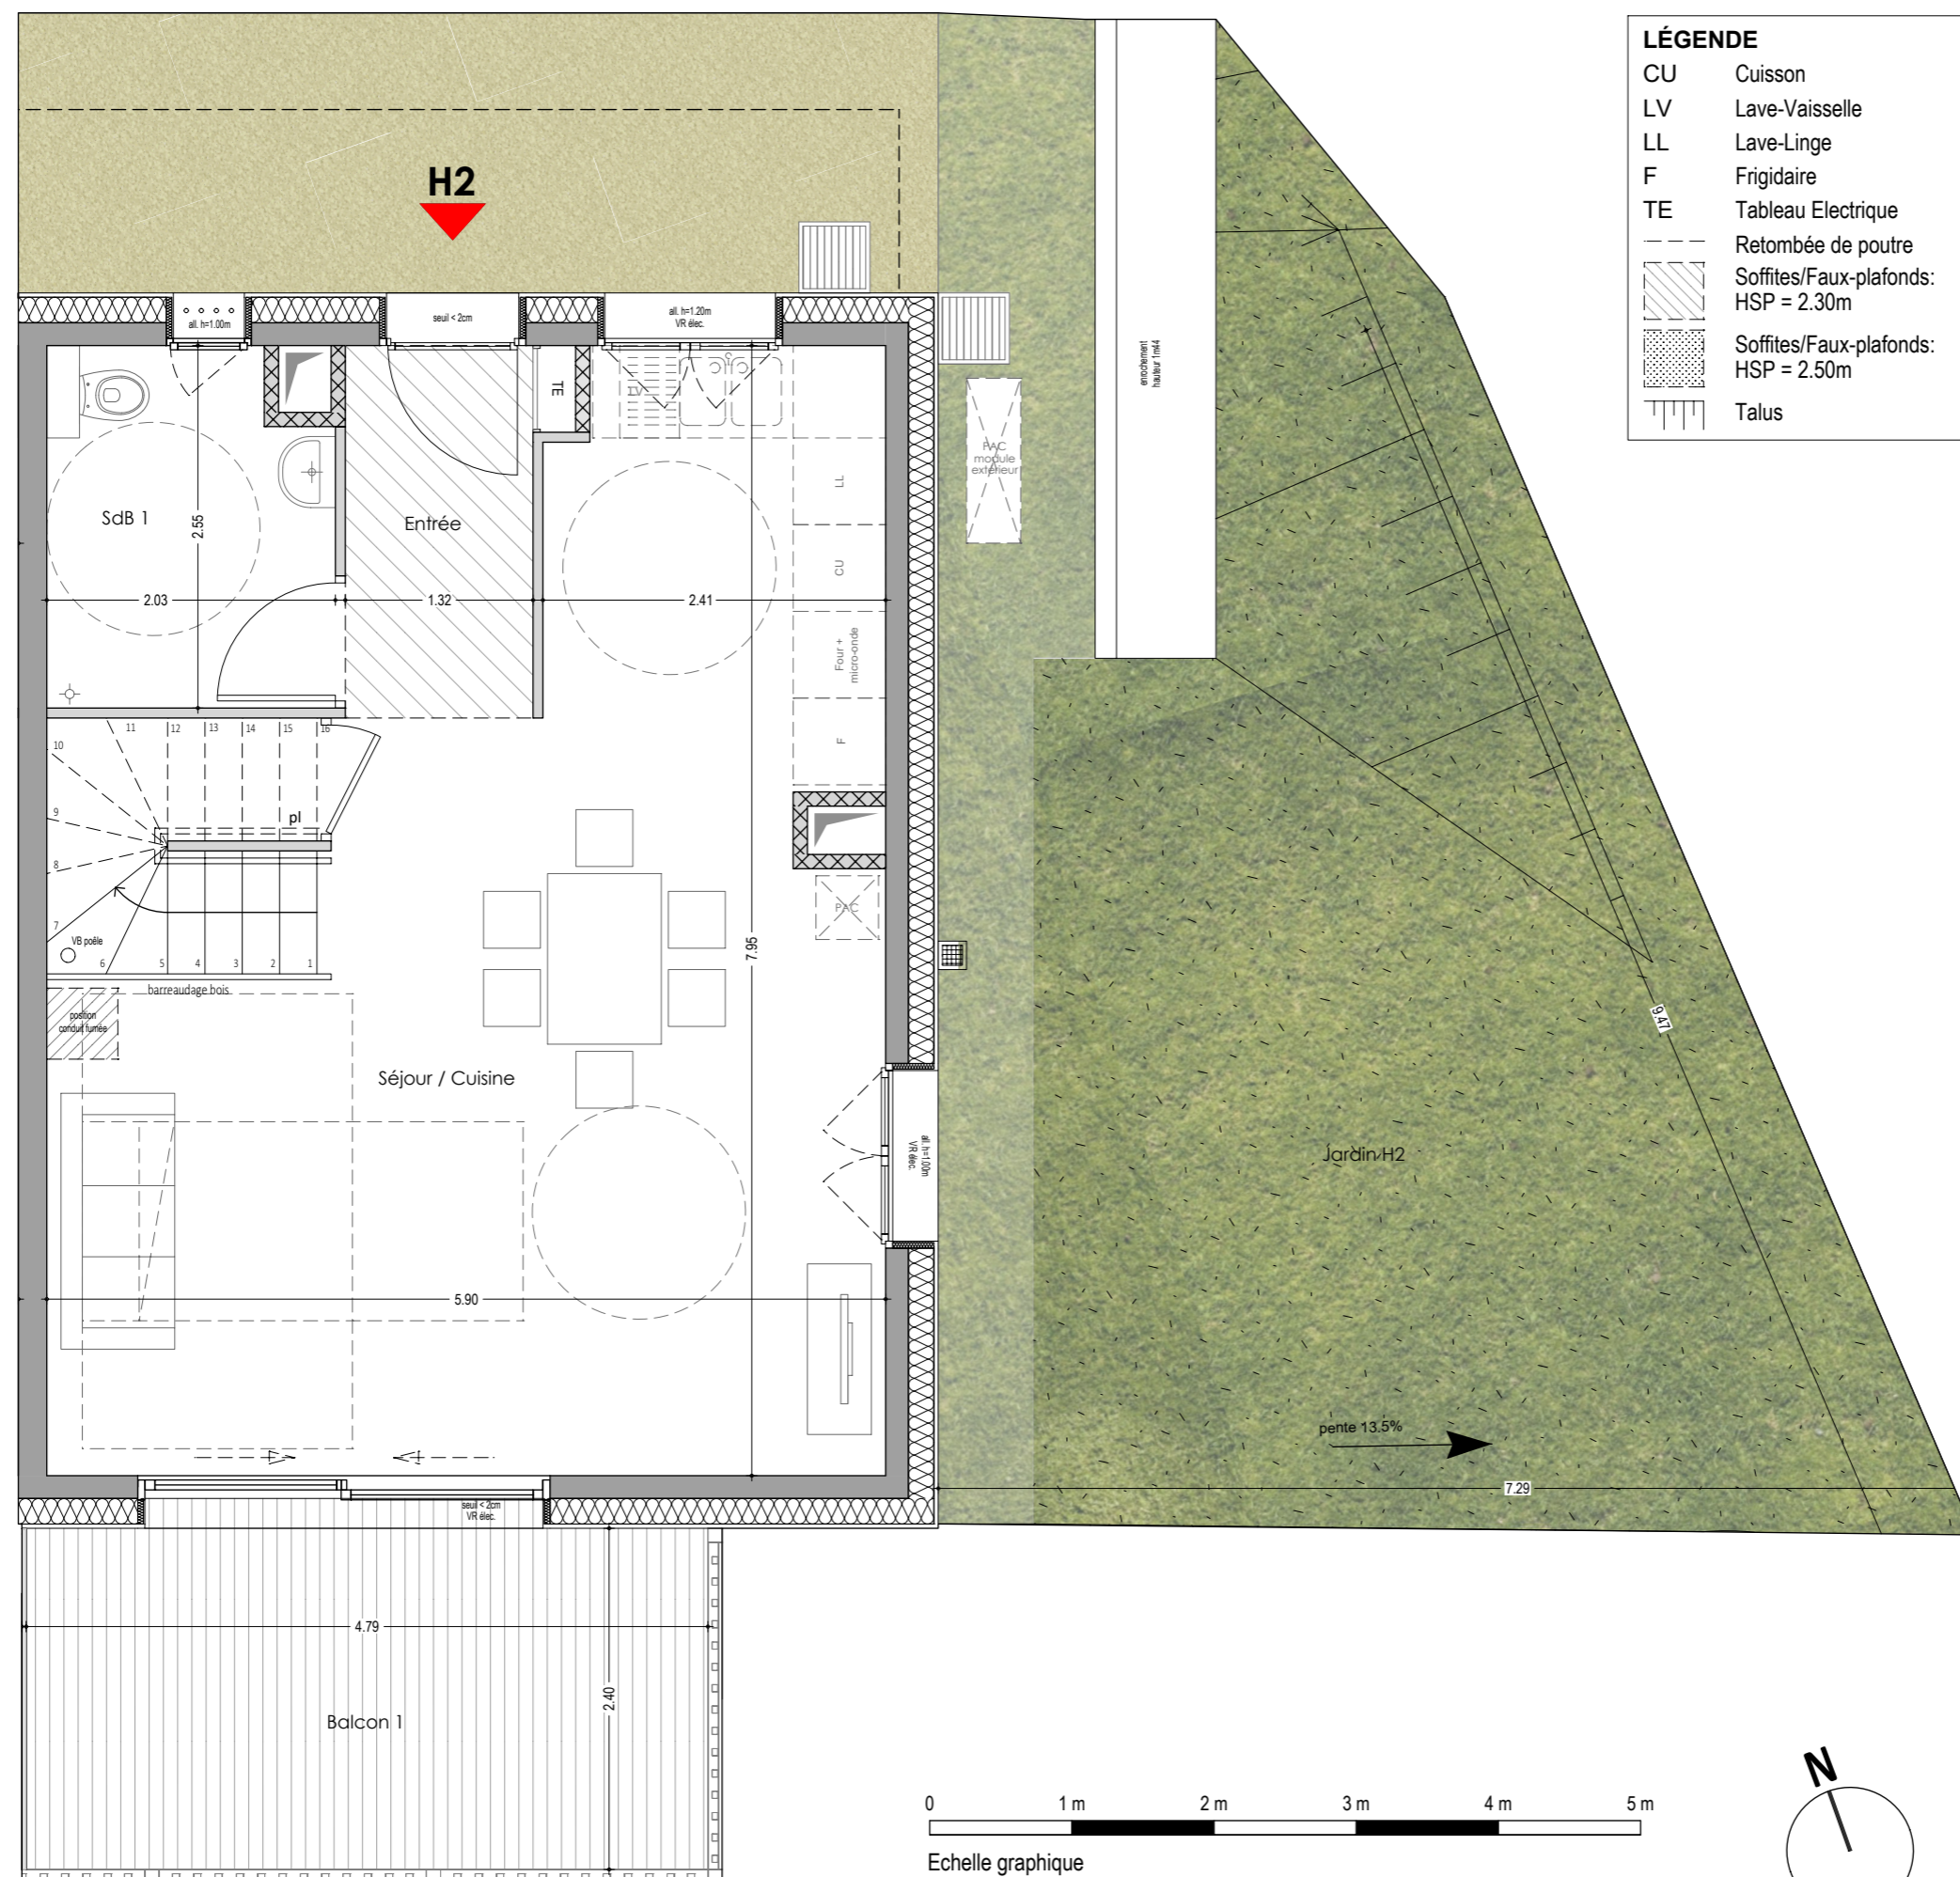 LÉGENDE
CU Cuisson
LV Lave-Vaisselle
LL Lave-Linge
F Frigidaire
TE Tableau Electrique
Retombée de poutre
Soffites/Faux-plafonds:
HSP = 2.30m
Soffites/Faux-plafonds:
HSP = 2.50m
Talus
H2
all. h=1.00m
seuil < 2cm
all. h=1.20m
VR élec.
enrochement
hauteur 1m44
TE
LV
PAC
module
extérieur
LL
SdB 1
2.55
Entrée
CU
2.03
1.32
2.41
Four +
micro-onde
F
11
12
13
14
15
16
10
9
pl
8
7
VB poêle
6
5
4
3
2
1
PAC
7.95
barreaudage bois
position
conduit fumée
9.47
Séjour / Cuisine
all. h=1.00m
VR élec.
Jardin H2
5.90
pente 13.5%
7.29
seuil < 2cm
VR élec.
4.79
2.40
Balcon 1
0
1 m
2 m
3 m
4 m
5 m
Echelle graphique
N